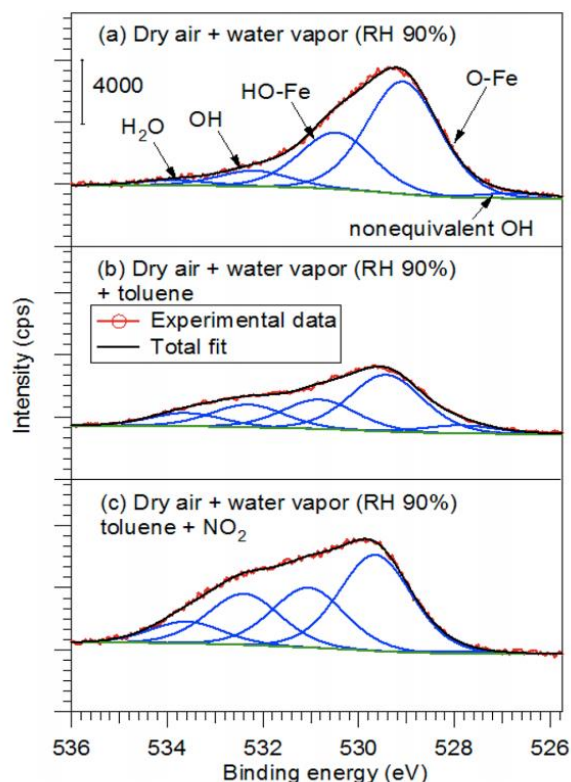 (a) Dry air + water vapor (RH 90%)
4000
O-Fe
HO-Fe
OH
H2O
nonequivalent OH
(b) Dry air + water vapor (RH 90%)
+ toluene
Experimental data
Total fit
(c) Dry air + water vapor (RH 90%)
toluene + NO2
Intensity (cps)
536 534 532 530 528 526
Binding energy (eV)